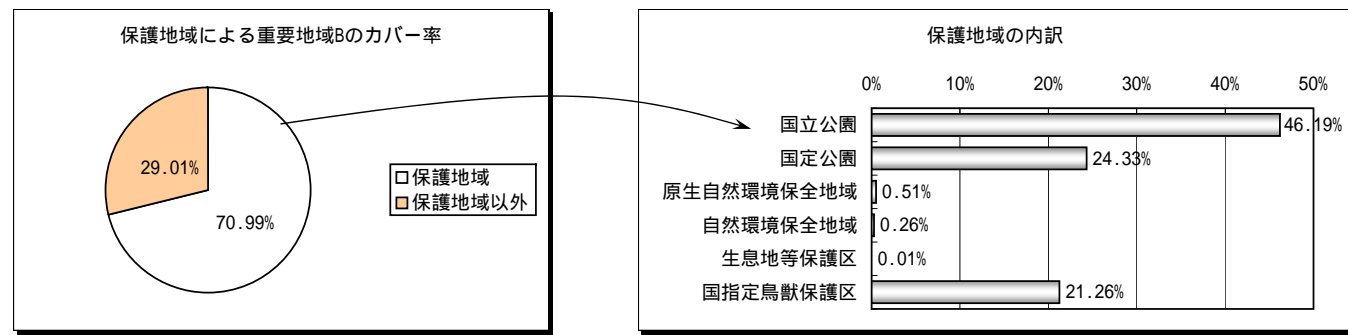 保護地域による重要地域Bのカバー率
29.01%
70.99%
保護地域
保護地域以外
保護地域の内訳
0% 10% 20% 30% 40% 50%
国立公園 46.19%
国定公園 24.33%
原生自然環境保全地域 0.51%
自然環境保全地域 0.26%
生息地等保護区 0.01%
国指定鳥獣保護区 21.26%